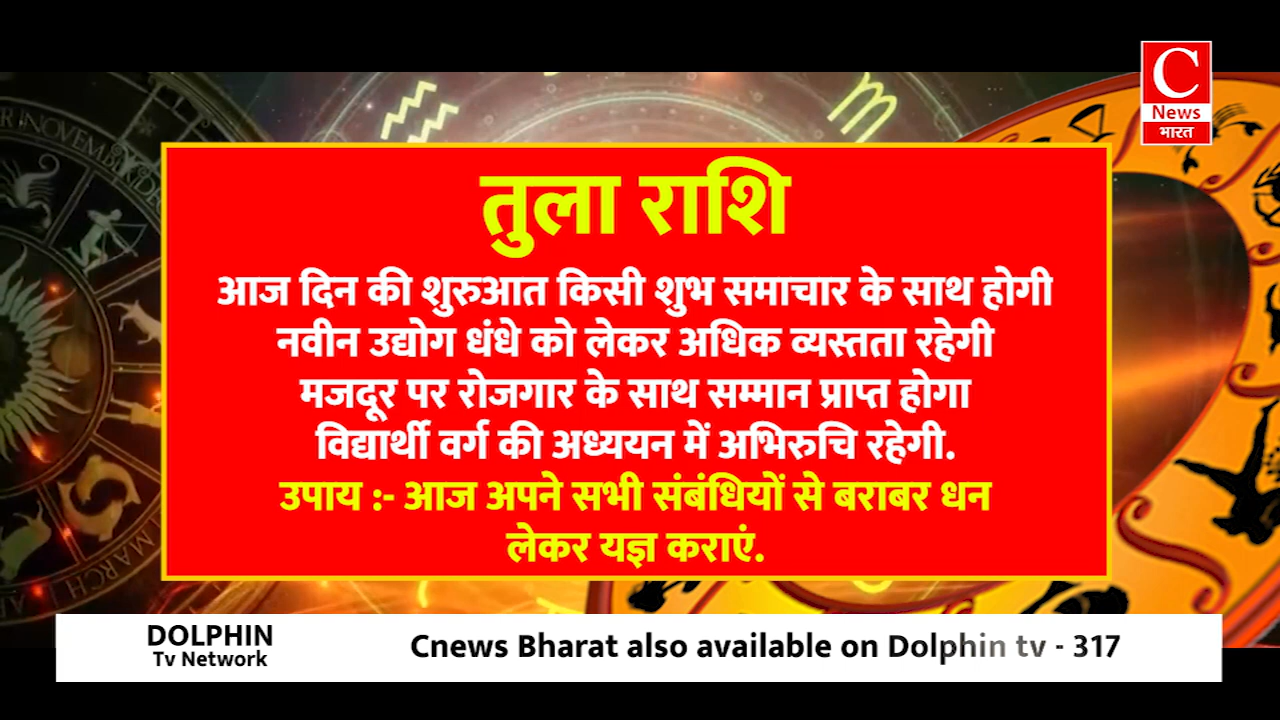 C
News
भारत
NOVEMBER
तुला राशि
आज दिन की शुरुआत किसी शुभ समाचार के साथ होगी
नवीन उद्योग धंधे को लेकर अधिक व्यस्तता रहेगी
मजदूर पर रोजगार के साथ सम्मान प्राप्त होगा
विद्यार्थी वर्ग की अध्ययन में अभिरुचि रहेगी.
उपाय :- आज अपने सभी संबंधियों से बराबर धन
लेकर यज्ञ कराएं.
MARCH
DOLPHIN
Tv Network
Cnews Bharat also available on Dolphin tv - 317